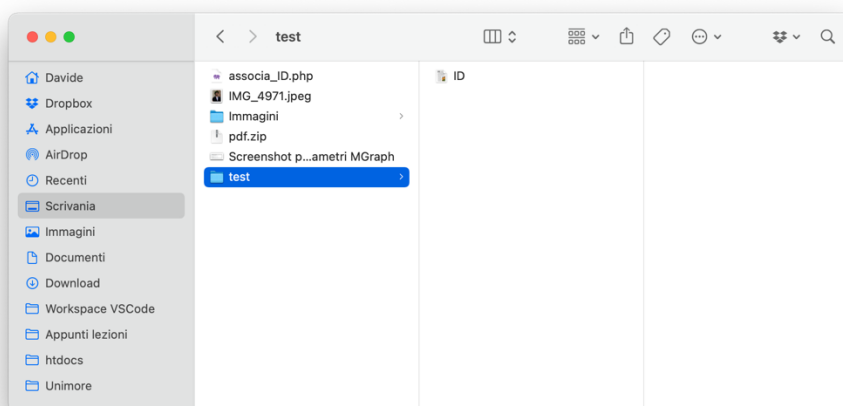 test
Davide
Dropbox
Applicazioni
AirDrop
Recenti
Scrivania
Immagini
Documenti
Download
Workspace VSCode
Appunti lezioni
htdocs
Unimore
associa_ID.php
IMG_4971.jpeg
Immagini
pdf.zip
Screenshot p...ametri MGraph
test
ID